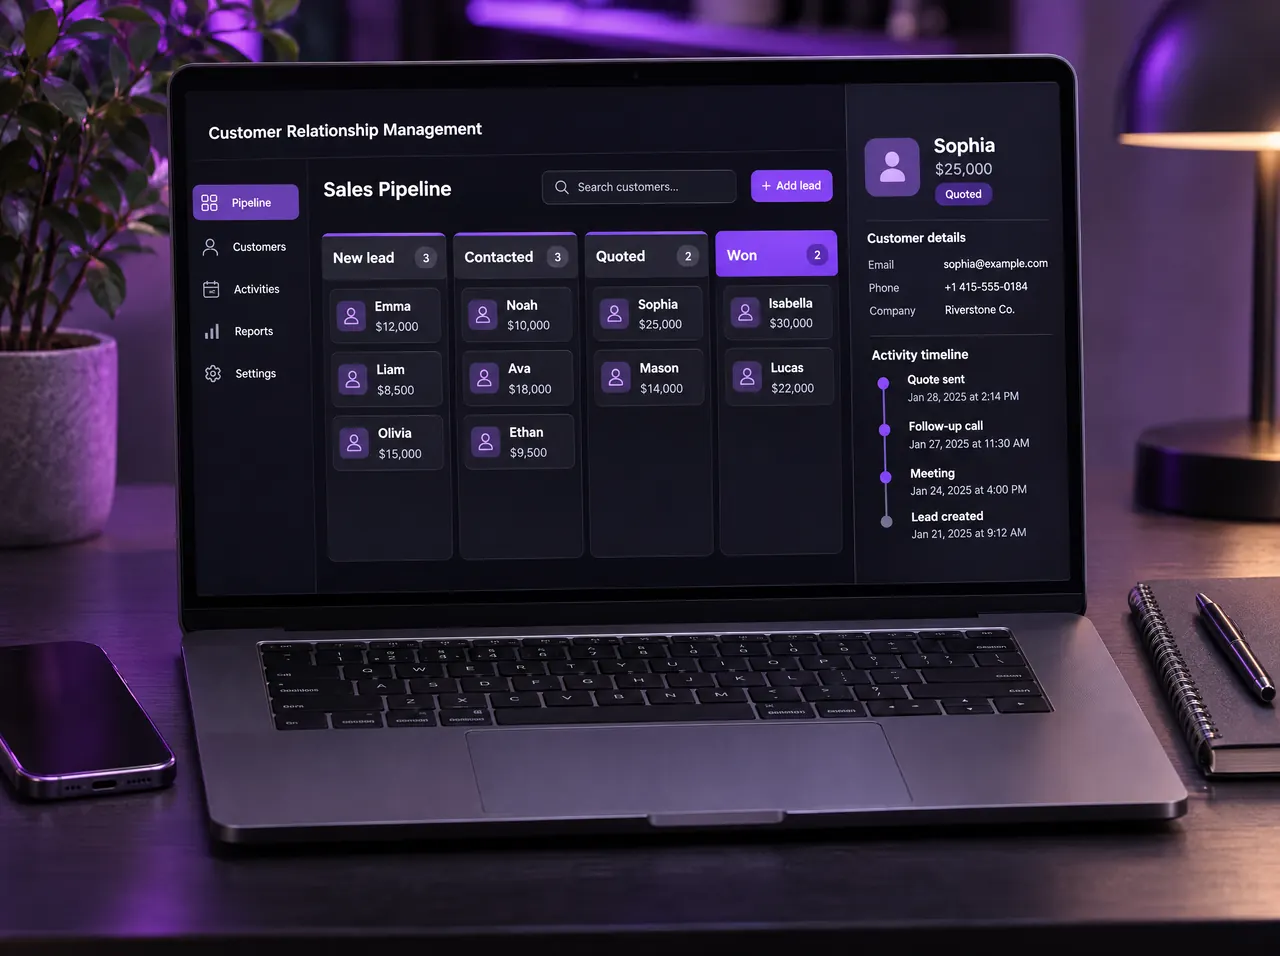 Customer Relationship Management
Pipeline
Customers
Activities
Reports
Settings
Sales Pipeline
Search customers...
+ Add lead
New lead 3
Emma
$12,000
Liam
$8,500
Olivia
$15,000
Contacted 3
Noah
$10,000
Ava
$18,000
Ethan
$9,500
Quoted 2
Sophia
$25,000
Mason
$14,000
Won 2
Isabella
$30,000
Lucas
$22,000
Sophia
$25,000
Quoted
Customer details
Email sophia@example.com
Phone +1 415-555-0184
Company Riverstone Co.
Activity timeline
Quote sent
Jan 28, 2025 at 2:14 PM
Follow-up call
Jan 27, 2025 at 11:30 AM
Meeting
Jan 24, 2025 at 4:00 PM
Lead created
Jan 21, 2025 at 9:12 AM
Q W E R T Y U I O P
A S D F G H J K L
Z X C V B N M